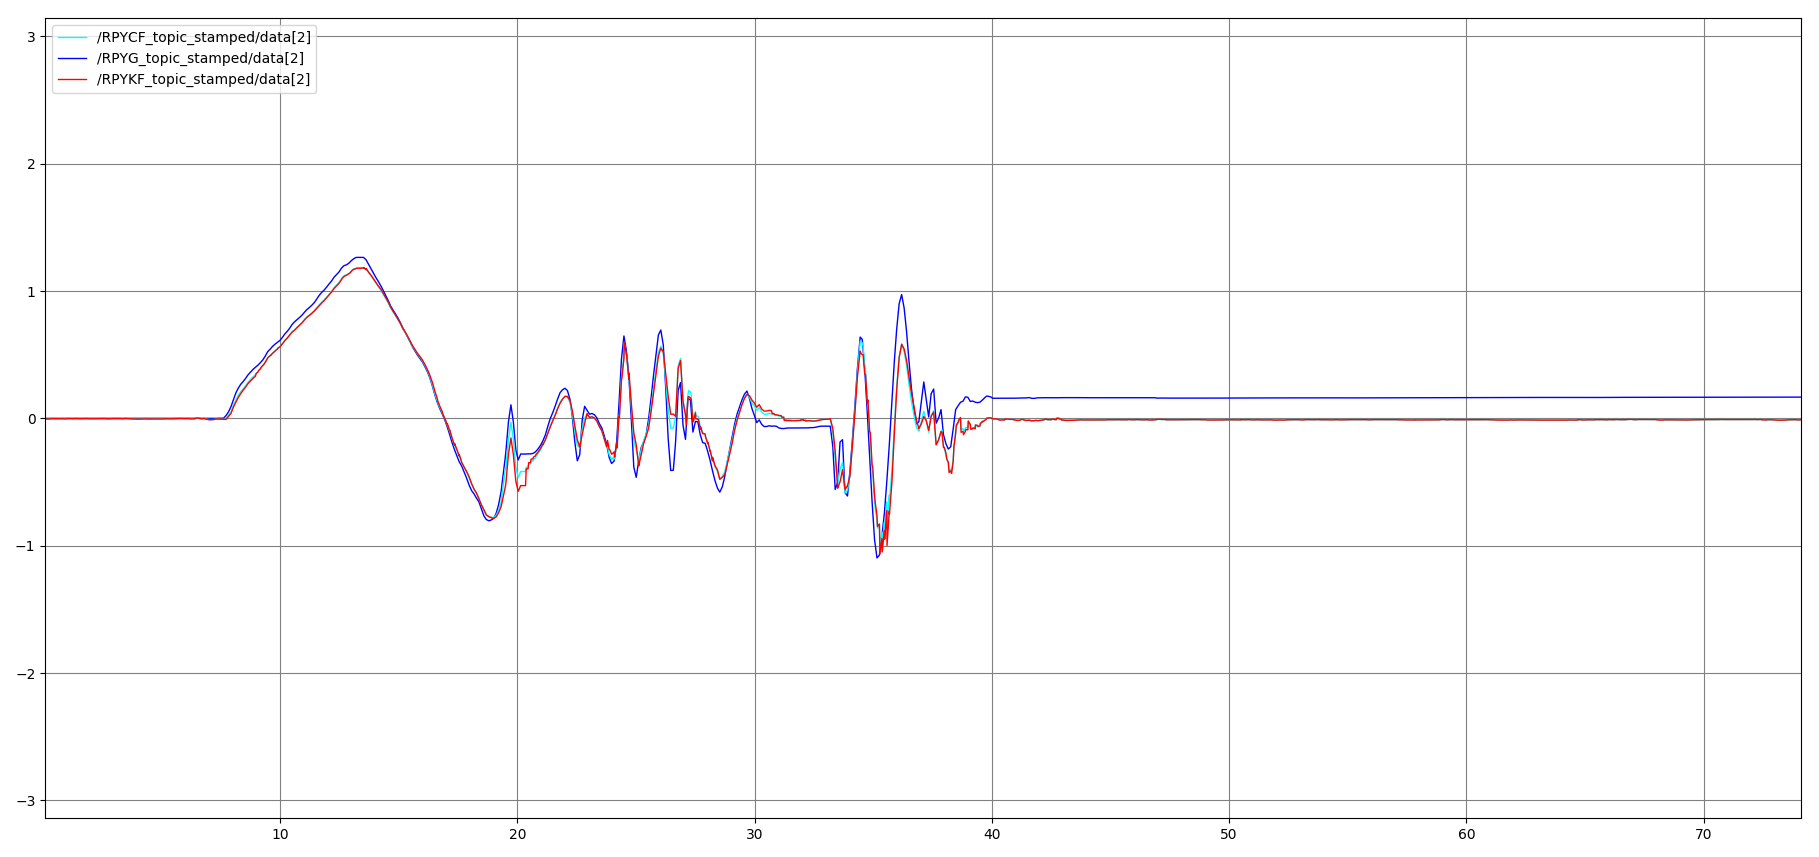 /RPYCF_topic_stamped/data[2]
/RPYG_topic_stamped/data[2]
/RPYKF_topic_stamped/data[2]
3
2
1
0
−1
−2
−3
10 20 30 40 50 60 70